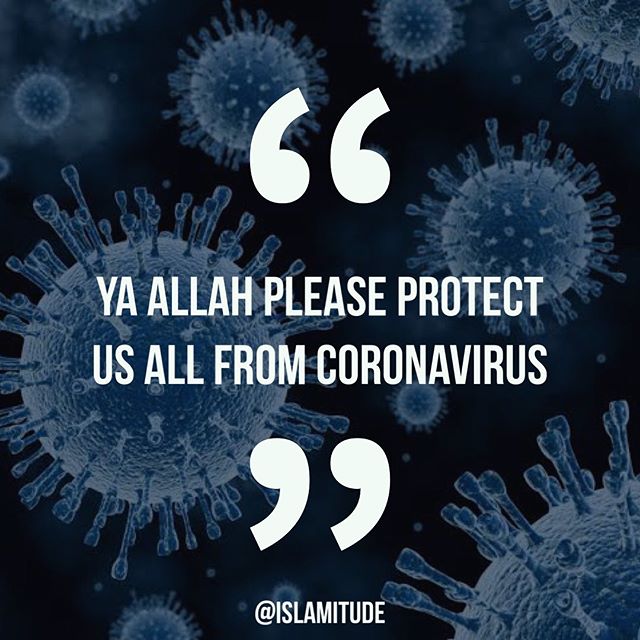 “
YA ALLAH PLEASE PROTECT
US ALL FROM CORONAVIRUS
”
@ISLAMITUDE